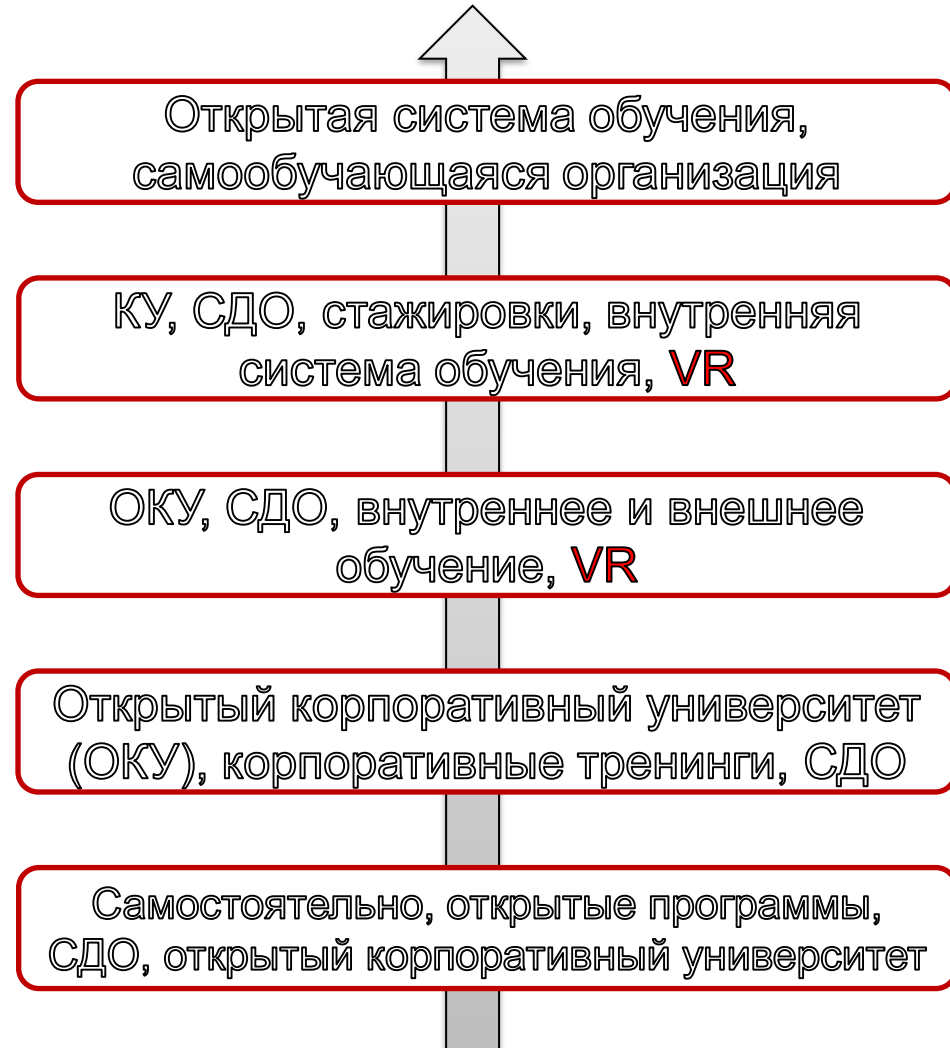 Открытая система обучения,
самообучающаяся организация
КУ, СДО, стажировки, внутренняя
система обучения, VR
ОКУ, СДО, внутреннее и внешнее
обучение, VR
Открытый корпоративный университет
(ОКУ), корпоративные тренинги, СДО
Самостоятельно, открытые программы,
СДО, открытый корпоративный университет